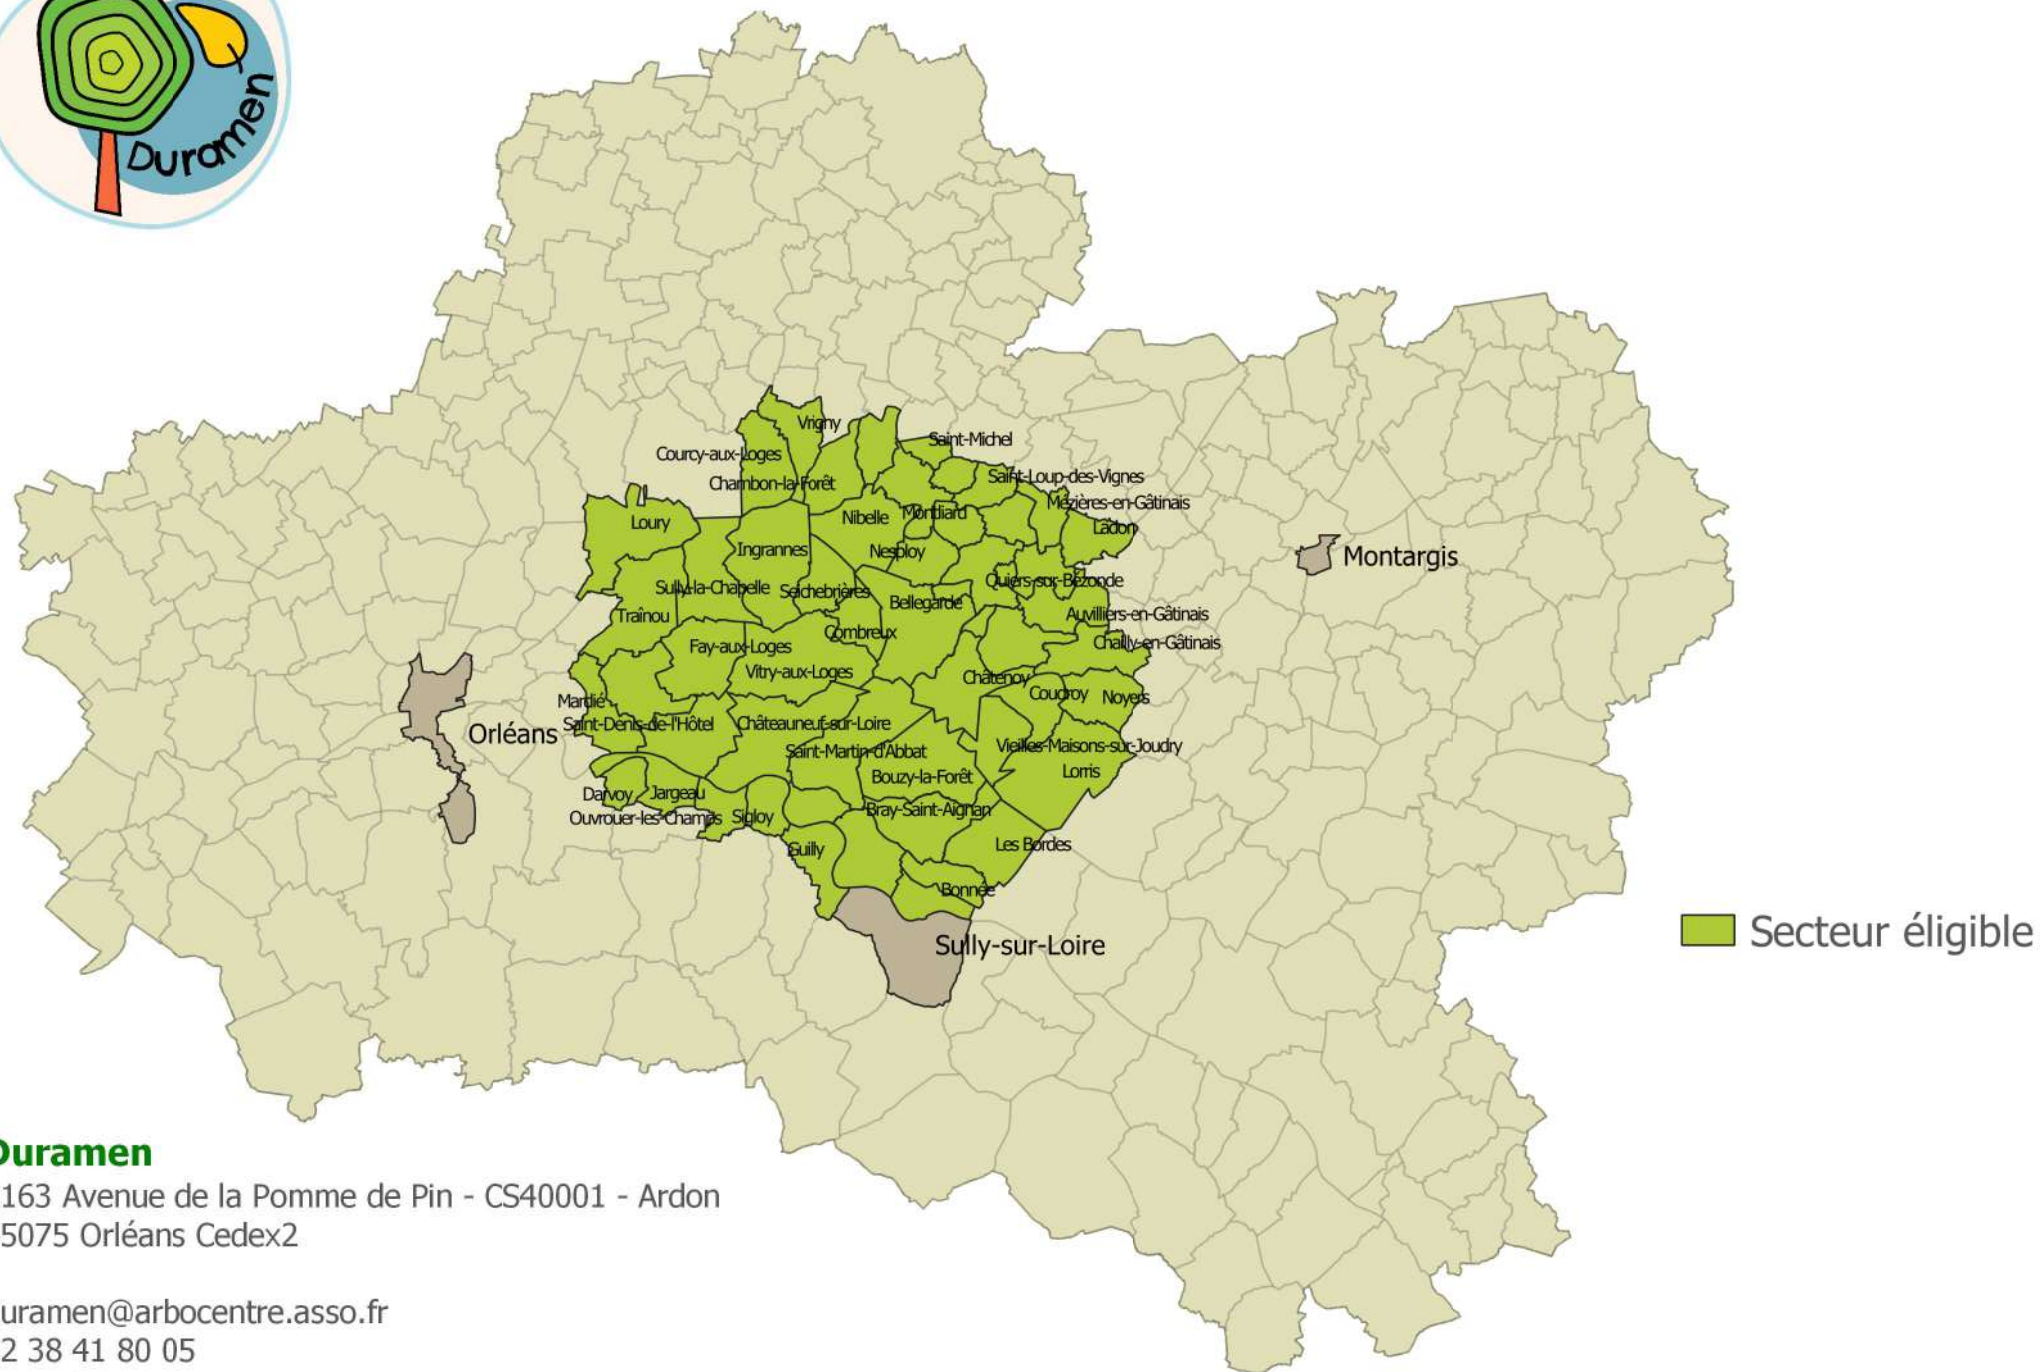 Duramen
Vrigny
Saint-Michel
Courcy-aux-Loges
Saint-Loup-des-Vignes
Chambon-la-Forêt
Mézières-en-Gâtinais
Nibelle
Montliard
Loury
Ladon
Ingrannes
Nesploy
Montargis
Quiers-sur-Bézonde
Sully-la-Chapelle
Seichebrières
Bellegarde
Traînou
Auvilliers-en-Gâtinais
Combreux
Chailly-en-Gâtinais
Fay-aux-Loges
Vitry-aux-Loges
Châtenoy
Coudroy
Noyers
Mardié
Saint-Denis-de-l'Hôtel
Châteauneuf-sur-Loire
Orléans
Vieilles-Maisons-sur-Joudry
Saint-Martin-d'Abbat
Lorris
Bouzy-la-Forêt
Darvoy
Jargeau
Bray-Saint-Aignan
Ouvrouer-les-Champs
Sigloy
Les Bordes
Guilly
Bonnée
Secteur éligible
Sully-sur-Loire
Duramen
163 Avenue de la Pomme de Pin - CS40001 - Ardon
5075 Orléans Cedex2
uramen@arbocentre.asso.fr
2 38 41 80 05